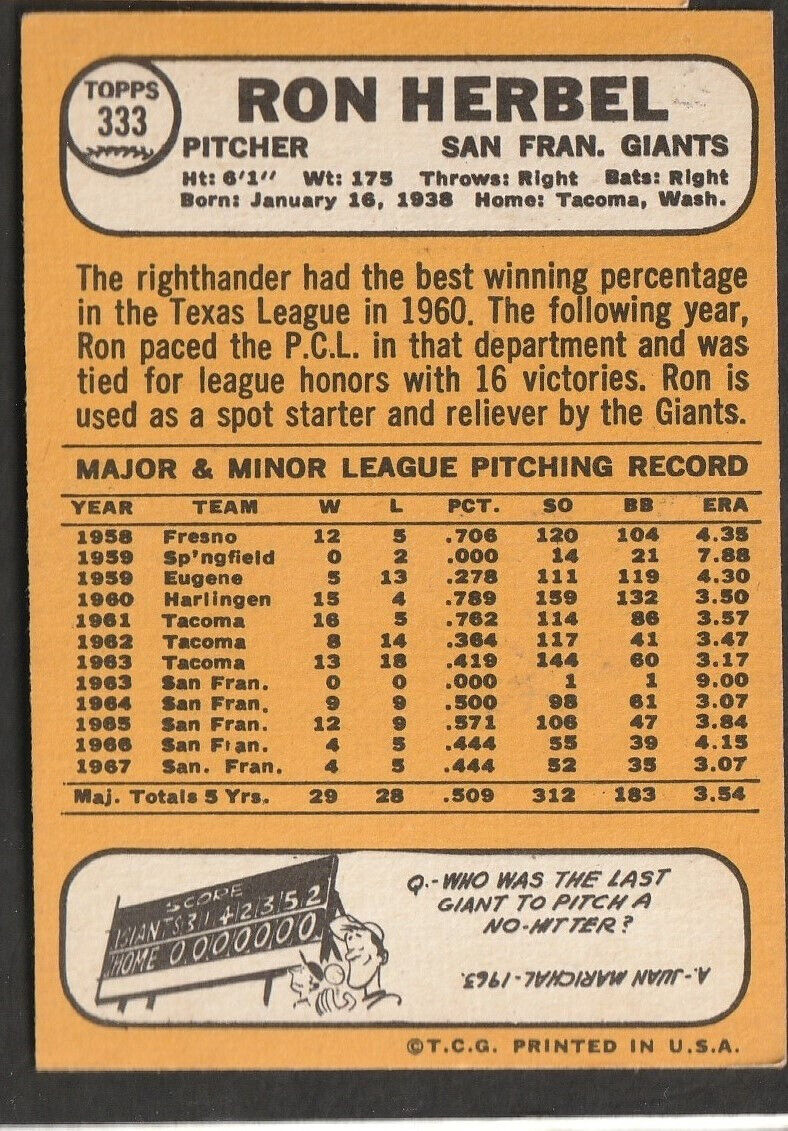 TOPPS
333
RON HERBEL
PITCHER SAN FRAN. GIANTS
Ht: 6'1" Wt: 175 Throws: Right Bats: Right
Born: January 16, 1938 Home: Tacoma, Wash.
The righthander had the best winning percentage
in the Texas League in 1960. The following year,
Ron paced the P.C.L. in that department and was
tied for league honors with 16 victories. Ron is
used as a spot starter and reliever by the Giants.
MAJOR & MINOR LEAGUE PITCHING RECORD
YEAR TEAM W L PCT. SO BB ERA
1958 Fresno 12 5 .706 120 104 4.35
1959 Sp'ngfield 0 2 .000 14 21 7.88
1959 Eugene 5 13 .278 111 119 4.30
1960 Harlingen 15 4 .789 159 132 3.50
1961 Tacoma 16 5 .762 114 86 3.57
1962 Tacoma 8 14 .364 117 41 3.47
1963 Tacoma 13 18 .419 144 60 3.17
1963 San Fran. 0 0 .000 1 1 9.00
1964 San Fran. 9 9 .500 98 61 3.07
1965 San Fran. 12 9 .571 106 47 3.84
1966 San Fran. 4 5 .444 55 39 4.15
1967 San. Fran. 4 5 .444 52 35 3.07
Maj. Totals 5 Yrs. 29 28 .509 312 183 3.54
SCORE
GIANTS 3 1 4 2 3 5 2
HOME 0 0 0 0 0 0 0
Q.-WHO WAS THE LAST
GIANT TO PITCH A
NO-HITTER?
A. JUAN MARICHAL-1963.
©T.C.G. PRINTED IN U.S.A.